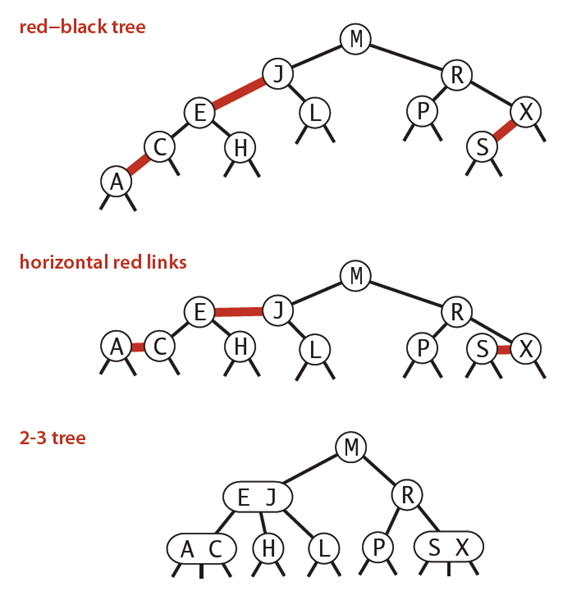 red–black tree
M
J R
E L P X
C H S
A
horizontal red links
M
E J R
A C H L P S X
2-3 tree
M
E J R
A C H L P S X